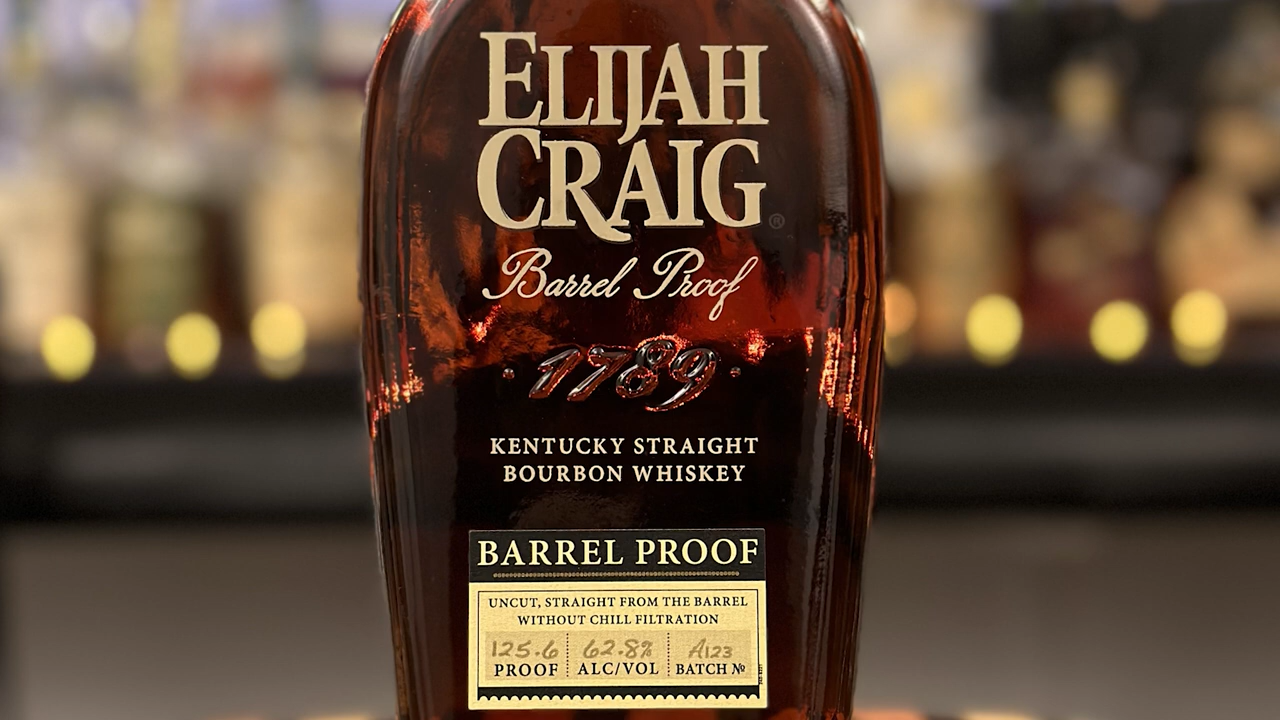 ELIJAH
CRAIG®
Barrel Proof
· 1789 ·
KENTUCKY STRAIGHT
BOURBON WHISKEY
BARREL PROOF
UNCUT, STRAIGHT FROM THE BARREL
WITHOUT CHILL FILTRATION
125.6 62.8% A123
PROOF ALC/VOL BATCH Nº